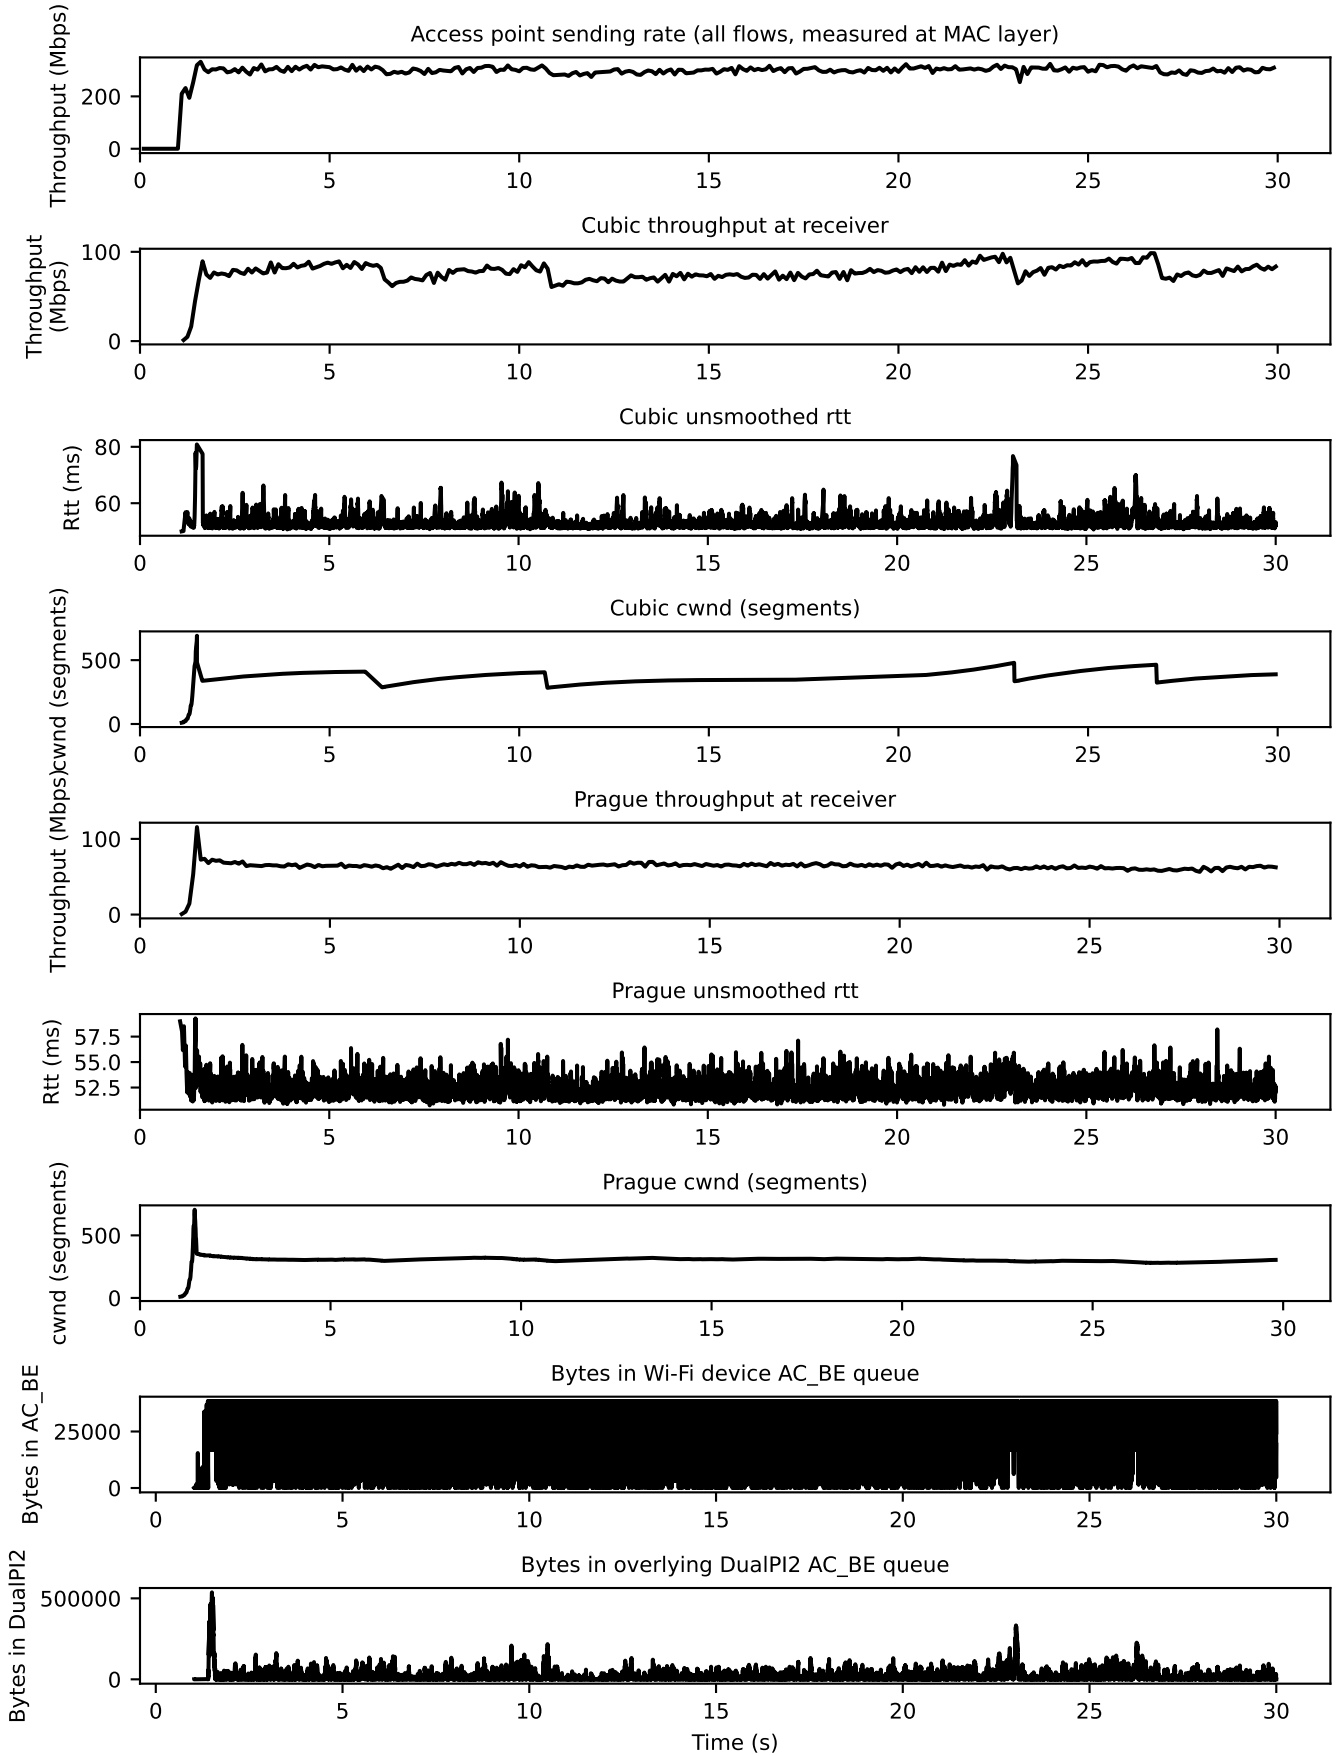 Access point sending rate (all flows, measured at MAC layer)
Throughput (Mbps)
200
0
0 5 10 15 20 25 30
Cubic throughput at receiver
Throughput
(Mbps)
100
0
0 5 10 15 20 25 30
Cubic unsmoothed rtt
Rtt (ms)
80
60
0 5 10 15 20 25 30
Cubic cwnd (segments)
cwnd (segments)
500
0
0 5 10 15 20 25 30
Prague throughput at receiver
Throughput (Mbps)
100
0
0 5 10 15 20 25 30
Prague unsmoothed rtt
Rtt (ms)
57.5
55.0
52.5
0 5 10 15 20 25 30
Prague cwnd (segments)
cwnd (segments)
500
0
0 5 10 15 20 25 30
Bytes in Wi-Fi device AC_BE queue
Bytes in AC_BE
25000
0
0 5 10 15 20 25 30
Bytes in overlying DualPI2 AC_BE queue
Bytes in DualPI2
500000
0
0 5 10 15 20 25 30
Time (s)